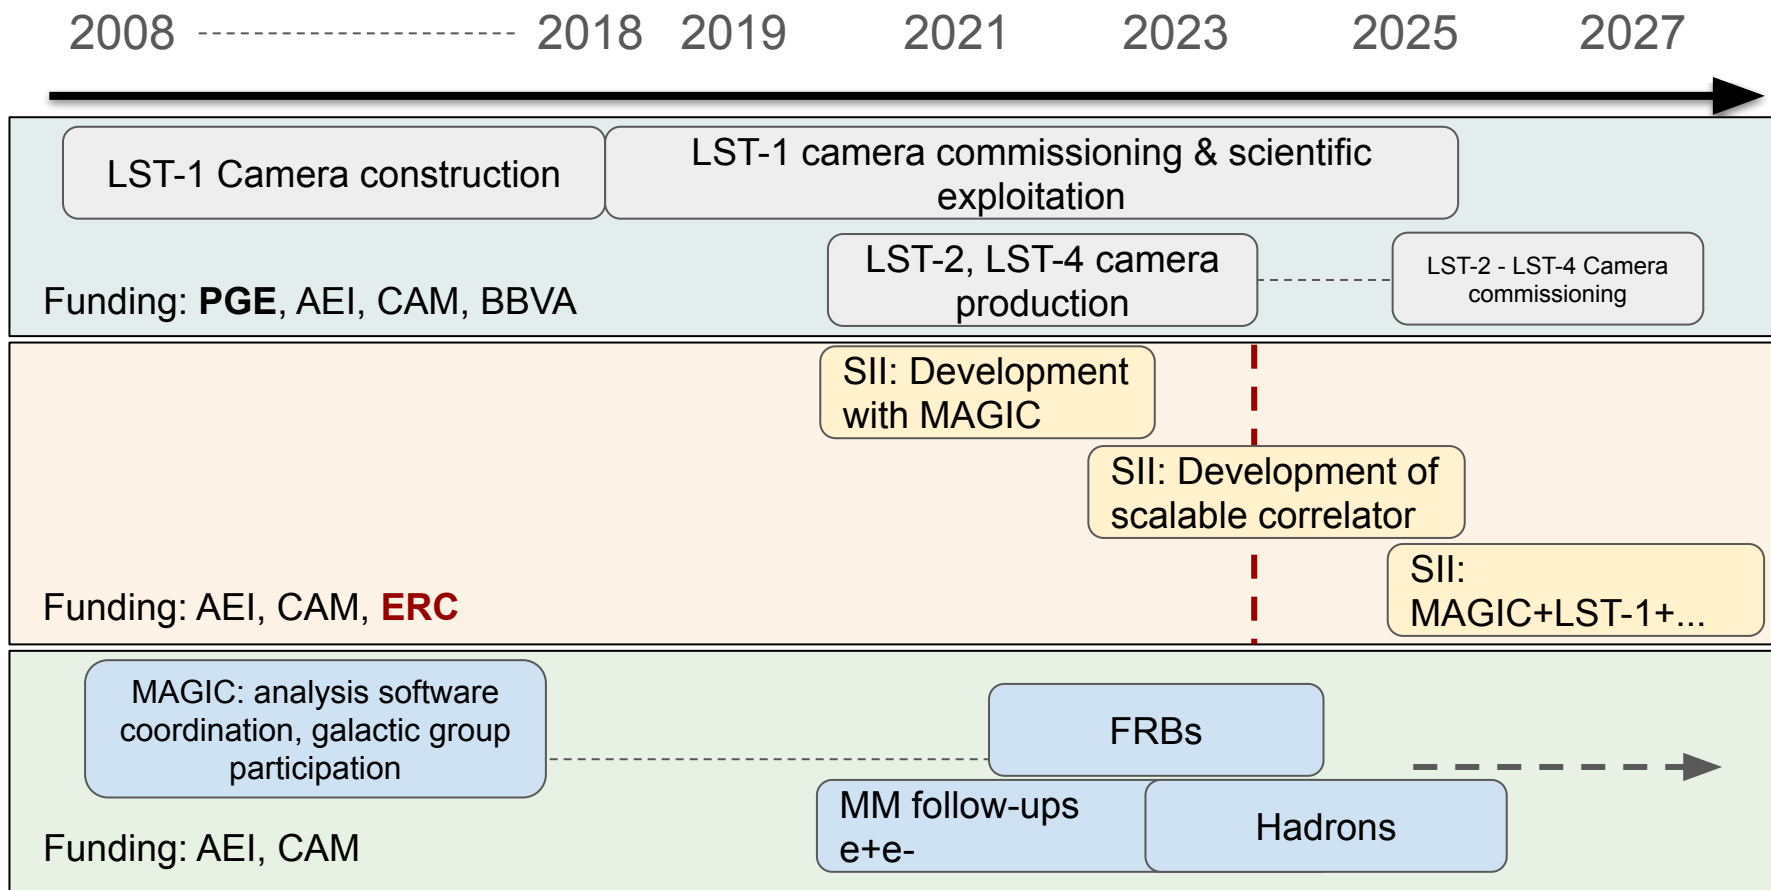 2008 2018 2019 2021 2023 2025 2027
LST-1 Camera construction
LST-1 camera commissioning & scientific
exploitation
LST-2, LST-4 camera
production
LST-2 - LST-4 Camera
commissioning
Funding: PGE, AEI, CAM, BBVA
SII: Development
with MAGIC
SII: Development of
scalable correlator
SII:
MAGIC+LST-1+...
Funding: AEI, CAM, ERC
MAGIC: analysis software
coordination, galactic group
participation
FRBs
MM follow-ups
e+e-
Hadrons
Funding: AEI, CAM